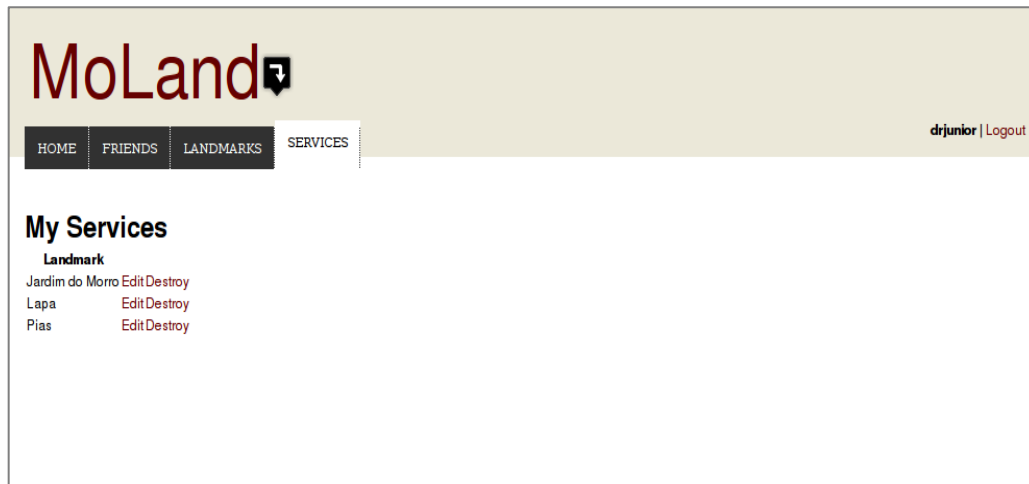 MoLand
drjunior | Logout
HOME FRIENDS LANDMARKS SERVICES
My Services
Landmark
Jardim do Morro Edit Destroy
Lapa Edit Destroy
Pias Edit Destroy